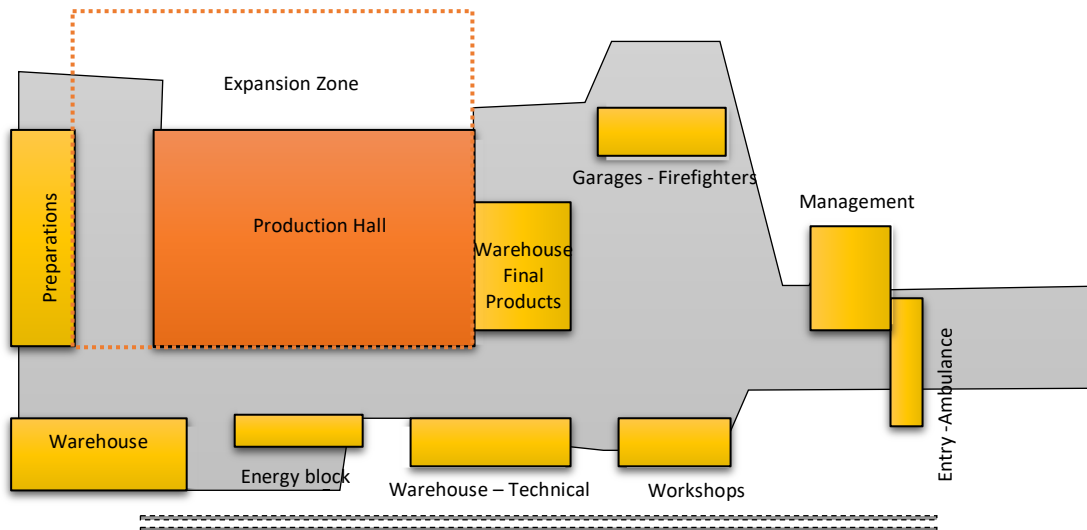 Expansion Zone
Garages - Firefighters
Management
Preparations
Production Hall
Warehouse
Final
Products
Entry -Ambulance
Warehouse
Energy block
Warehouse – Technical
Workshops